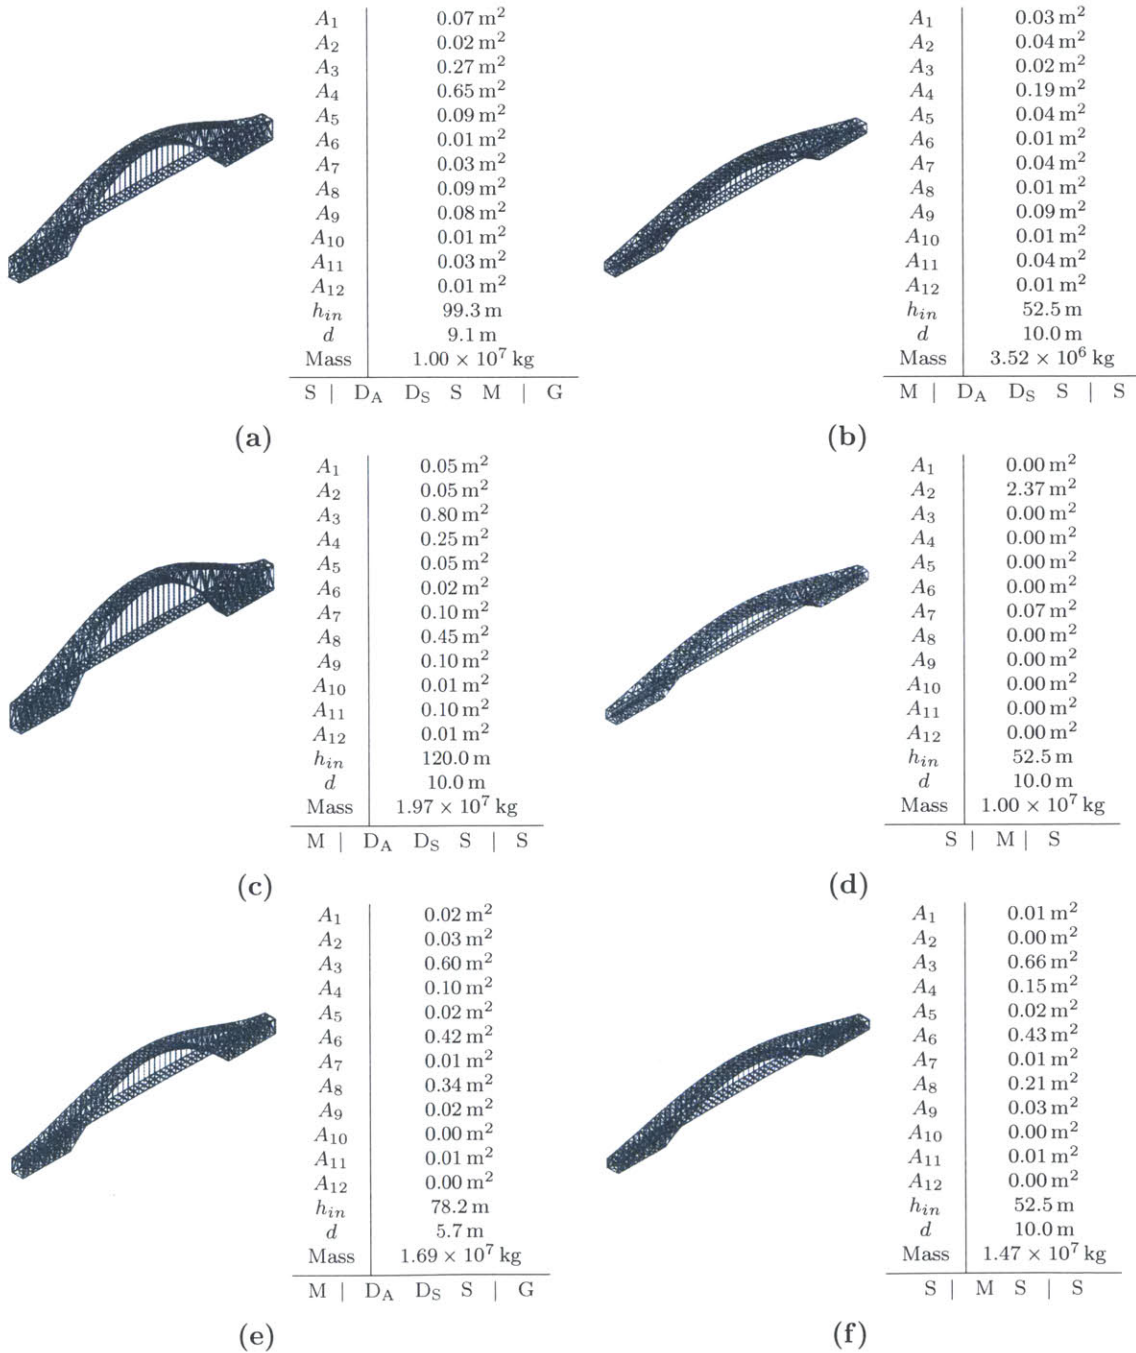 A1 0.07 m²
A2 0.02 m²
A3 0.27 m²
A4 0.65 m²
A5 0.09 m²
A6 0.01 m²
A7 0.03 m²
A8 0.09 m²
A9 0.08 m²
A10 0.01 m²
A11 0.03 m²
A12 0.01 m²
hin 99.3 m
d 9.1 m
Mass 1.00 × 10⁷ kg
S | DA DS S M | G
(a)
A1 0.03 m²
A2 0.04 m²
A3 0.02 m²
A4 0.19 m²
A5 0.04 m²
A6 0.01 m²
A7 0.04 m²
A8 0.01 m²
A9 0.09 m²
A10 0.01 m²
A11 0.04 m²
A12 0.01 m²
hin 52.5 m
d 10.0 m
Mass 3.52 × 10⁶ kg
M | DA DS S | S
(b)
A1 0.05 m²
A2 0.05 m²
A3 0.80 m²
A4 0.25 m²
A5 0.05 m²
A6 0.02 m²
A7 0.10 m²
A8 0.45 m²
A9 0.10 m²
A10 0.01 m²
A11 0.10 m²
A12 0.01 m²
hin 120.0 m
d 10.0 m
Mass 1.97 × 10⁷ kg
M | DA DS S | S
(c)
A1 0.00 m²
A2 2.37 m²
A3 0.00 m²
A4 0.00 m²
A5 0.00 m²
A6 0.00 m²
A7 0.07 m²
A8 0.00 m²
A9 0.00 m²
A10 0.00 m²
A11 0.00 m²
A12 0.00 m²
hin 52.5 m
d 10.0 m
Mass 1.00 × 10⁷ kg
S | M | S
(d)
A1 0.02 m²
A2 0.03 m²
A3 0.60 m²
A4 0.10 m²
A5 0.02 m²
A6 0.42 m²
A7 0.01 m²
A8 0.34 m²
A9 0.02 m²
A10 0.00 m²
A11 0.01 m²
A12 0.00 m²
hin 78.2 m
d 5.7 m
Mass 1.69 × 10⁷ kg
M | DA DS S | G
(e)
A1 0.01 m²
A2 0.00 m²
A3 0.66 m²
A4 0.15 m²
A5 0.02 m²
A6 0.43 m²
A7 0.01 m²
A8 0.21 m²
A9 0.03 m²
A10 0.00 m²
A11 0.01 m²
A12 0.00 m²
hin 52.5 m
d 10.0 m
Mass 1.47 × 10⁷ kg
S | M S | S
(f)